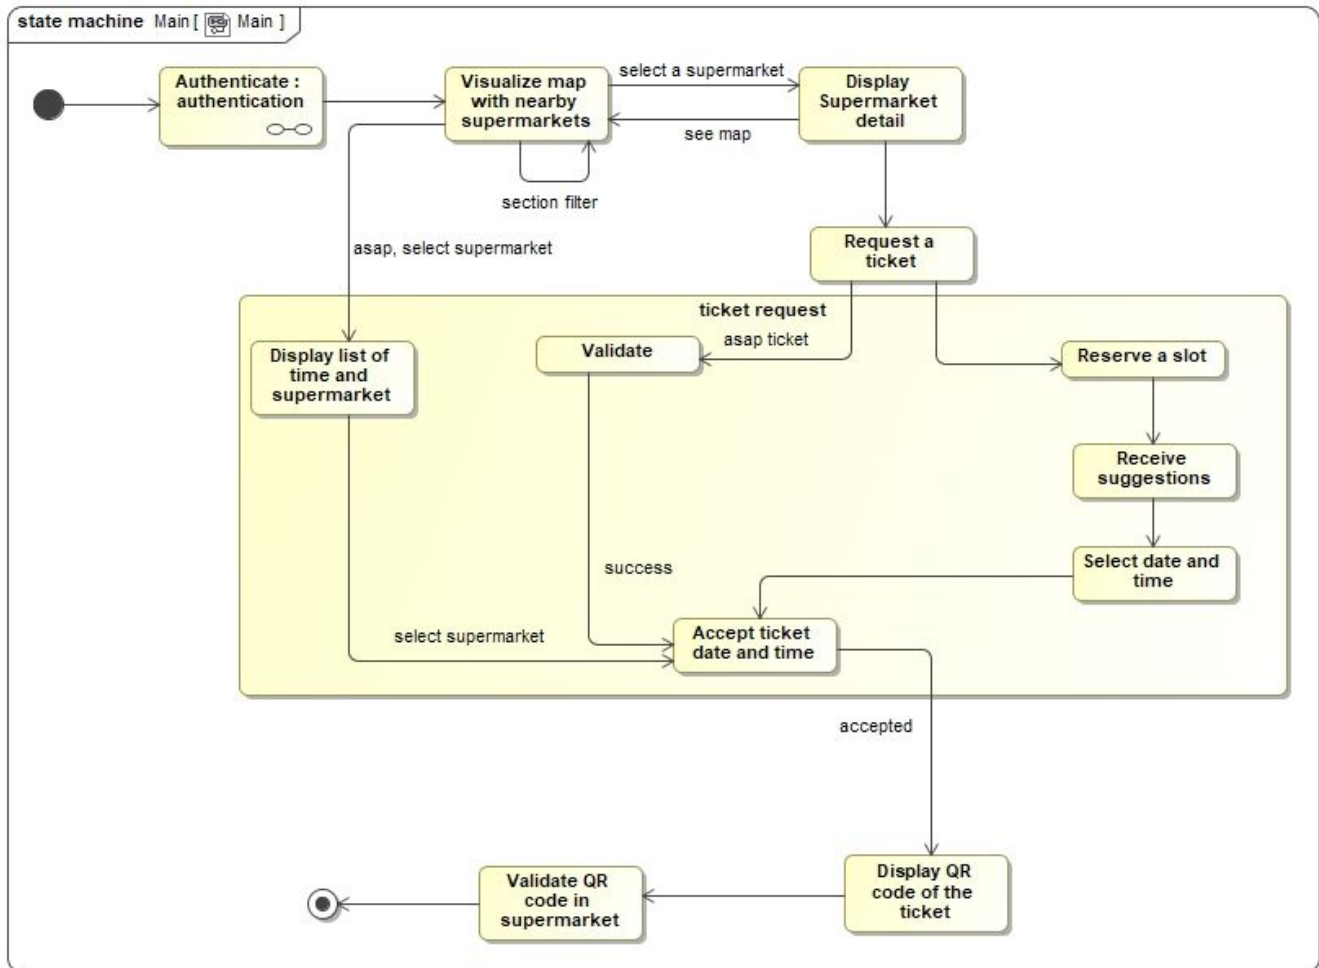 state machine Main [ Main ]
Authenticate :
authentication
Visualize map
with nearby
supermarkets
select a supermarket
Display
Supermarket
detail
see map
section filter
asap, select supermarket
Request a
ticket
ticket request
Display list of
time and
supermarket
Validate
asap ticket
Reserve a slot
Receive
suggestions
Select date and
time
success
select supermarket
Accept ticket
date and time
accepted
Display QR
code of the
ticket
Validate QR
code in
supermarket